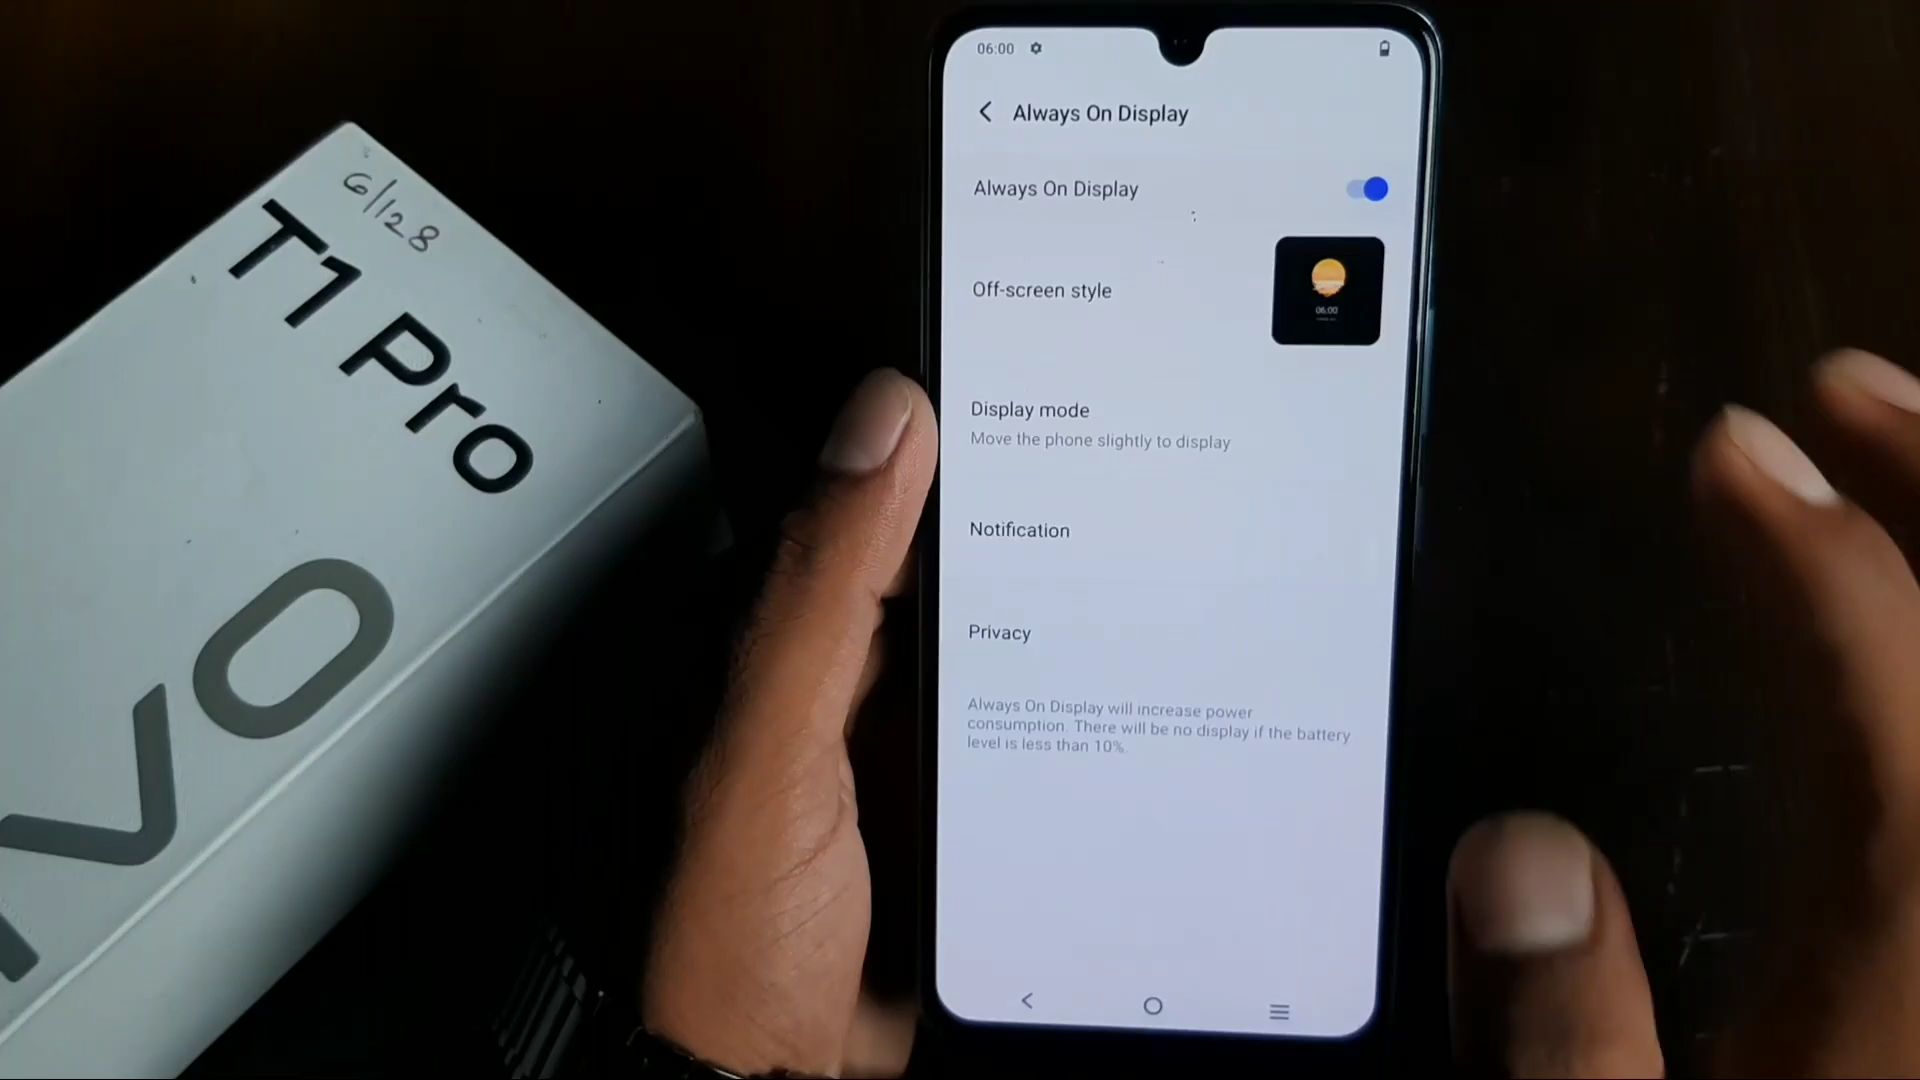 6/128
T1 Pro
vivo
06:00
Always On Display
Always On Display
Off-screen style
06:00
Display mode
Move the phone slightly to display
Notification
Privacy
Always On Display will increase power
consumption. There will be no display if the battery
level is less than 10%.